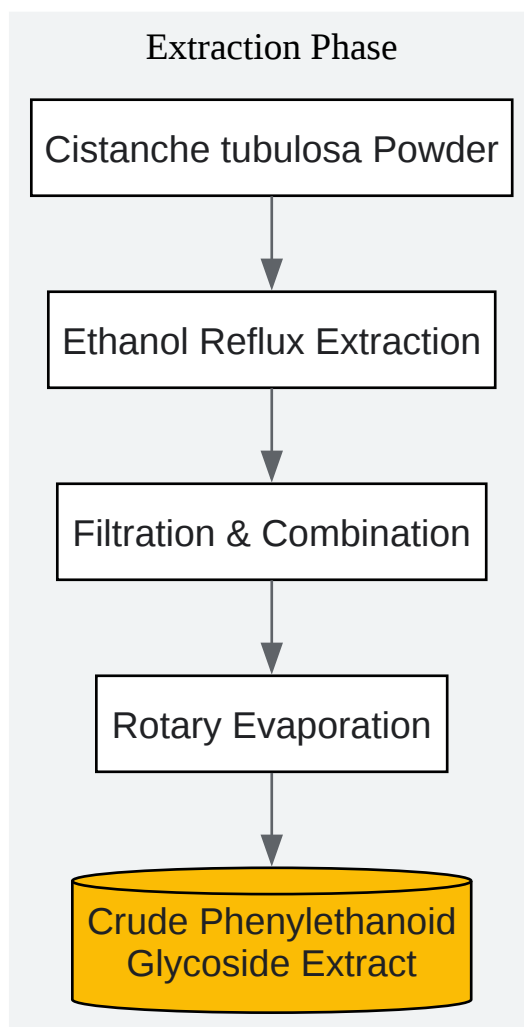 Extraction Phase
Cistanche tubulosa Powder
Ethanol Reflux Extraction
Filtration & Combination
Rotary Evaporation
Crude Phenylethanoid
Glycoside Extract